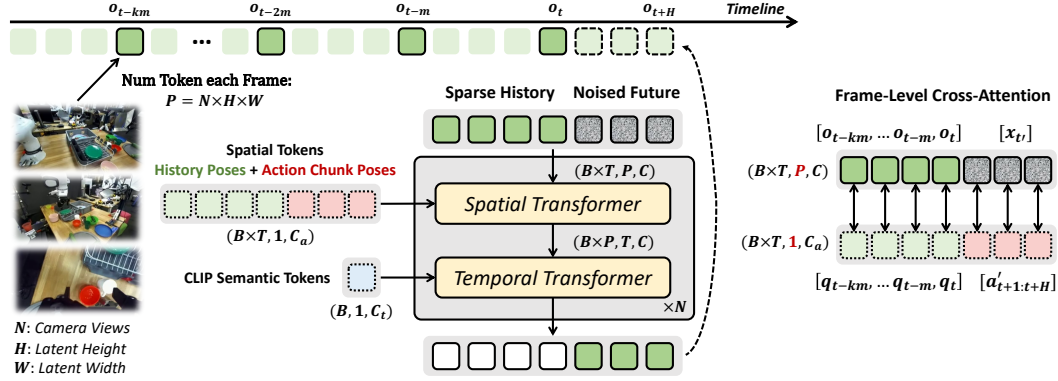 o_{t−km} o_{t−2m} o_{t−m} o_t o_{t+H} Timeline
...
Num Token each Frame:
P = N×H×W
Sparse History Noised Future
Frame-Level Cross-Attention
[o_{t−km}, ... o_{t−m}, o_t] [x_{t′}]
Spatial Tokens
History Poses + Action Chunk Poses
(B×T, P, C)
(B×T, P, C)
Spatial Transformer
(B×T, 1, C_a)
(B×P, T, C)
(B×T, 1, C_a)
CLIP Semantic Tokens
Temporal Transformer
[q_{t−km}, ... q_{t−m}, q_t] [a′_{t+1:t+H}]
(B, 1, C_t)
×N
N: Camera Views
H: Latent Height
W: Latent Width